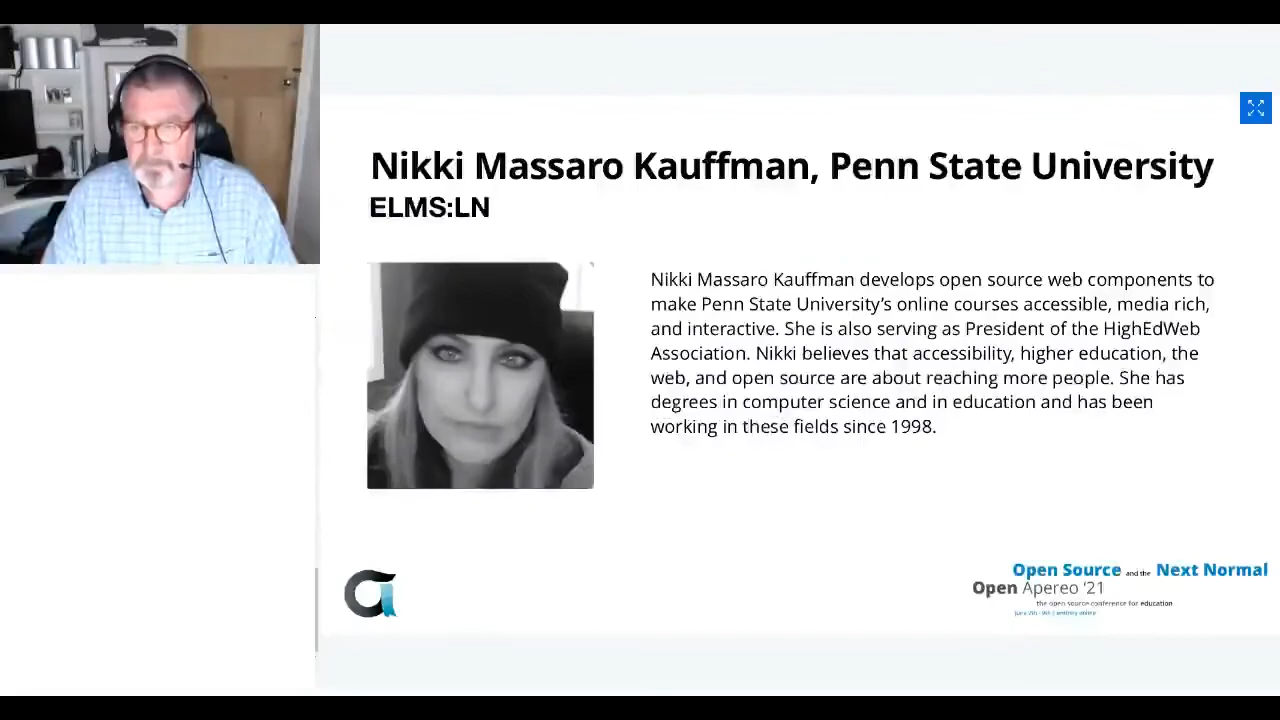 Nikki Massaro Kauffman, Penn State University
ELMS:LN
Nikki Massaro Kauffman develops open source web components to
make Penn State University’s online courses accessible, media rich,
and interactive. She is also serving as President of the HighEdWeb
Association. Nikki believes that accessibility, higher education, the
web, and open source are about reaching more people. She has
degrees in computer science and in education and has been
working in these fields since 1998.
Open Source and the Next Normal
Open Apereo ‘21
the open source conference for education